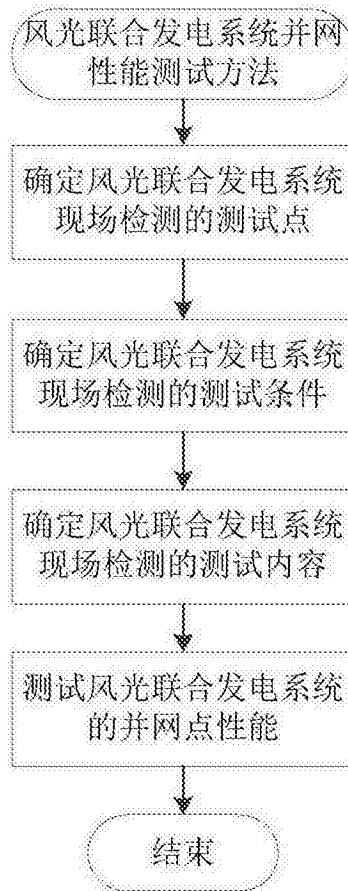 风光联合发电系统并网
性能测试方法
确定风光联合发电系统
现场检测的测试点
确定风光联合发电系统
现场检测的测试条件
确定风光联合发电系统
现场检测的测试内容
测试风光联合发电系统
的并网点性能
结束